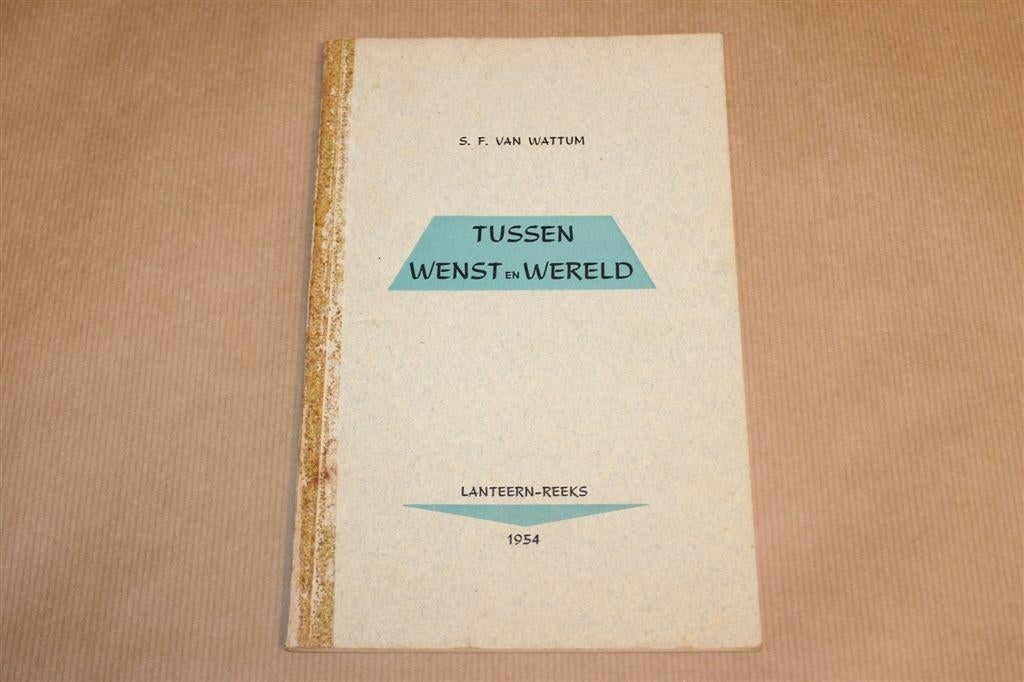 S. F. VAN WATTUM
TUSSEN
WENST EN WERELD
LANTEERN-REEKS
1954